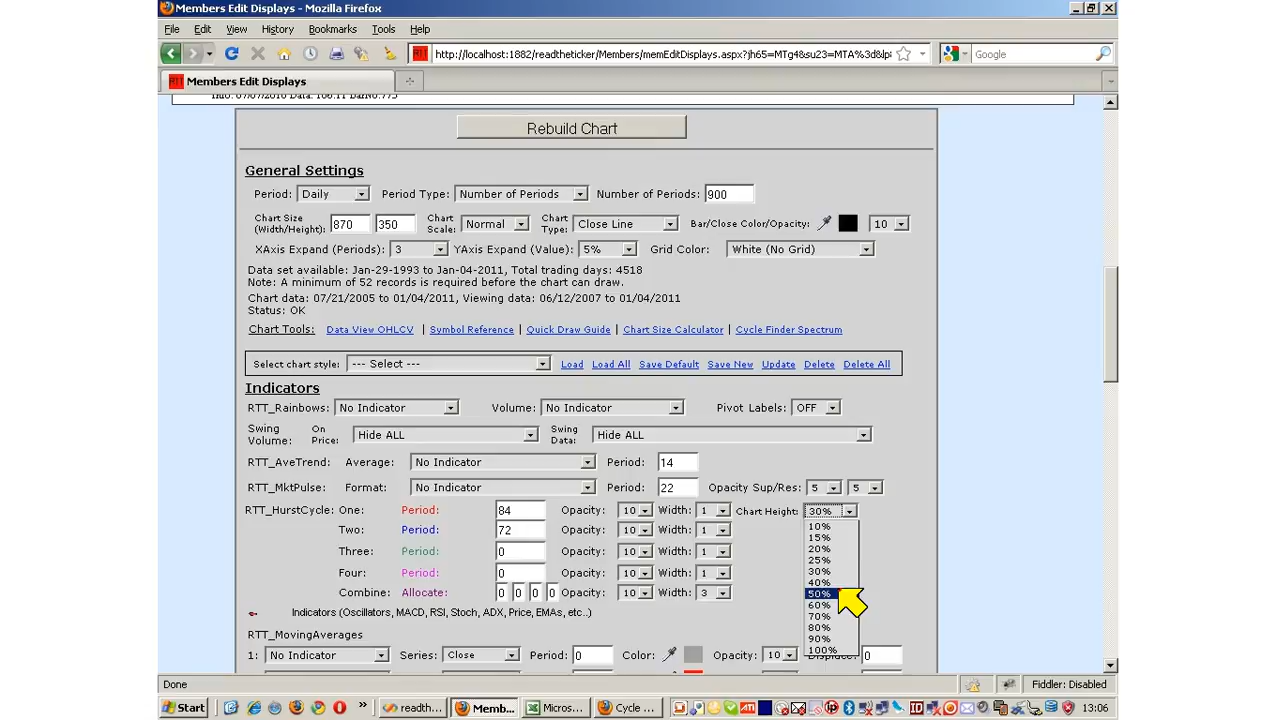 Members Edit Displays - Mozilla Firefox
File Edit View History Bookmarks Tools Help
RTT http://localhost:1882/readtheticker/Members/memEditDisplays.aspx?jh65=MTg4&su23=MTA%3d&lp Google
RTT Members Edit Displays
Rebuild Chart
General Settings
Period: Daily Period Type: Number of Periods Number of Periods: 900
Chart Size (Width/Height): 870 350 Chart Scale: Normal Chart Type: Close Line Bar/Close Color/Opacity: 10
XAxis Expand (Periods): 3 YAxis Expand (Value): 5% Grid Color: White (No Grid)
Data set available: Jan-29-1993 to Jan-04-2011, Total trading days: 4518
Note: A minimum of 52 records is required before the chart can draw.
Chart data: 07/21/2005 to 01/04/2011, Viewing data: 06/12/2007 to 01/04/2011
Status: OK
Chart Tools: Data View OHLCV | Symbol Reference | Quick Draw Guide | Chart Size Calculator | Cycle Finder Spectrum
Select chart style: --- Select --- Load Load All Save Default Save New Update Delete Delete All
Indicators
RTT_Rainbows: No Indicator Volume: No Indicator Pivot Labels: OFF
Swing Volume: On Price: Hide ALL Swing Data: Hide ALL
RTT_AveTrend: Average: No Indicator Period: 14
RTT_MktPulse: Format: No Indicator Period: 22 Opacity Sup/Res: 5 5
RTT_HurstCycle: One: Period: 84 Opacity: 10 Width: 1 Chart Height: 30%
Two: Period: 72 Opacity: 10 Width: 1
Three: Period: 0 Opacity: 10 Width: 1
Four: Period: 0 Opacity: 10 Width: 1
Combine: Allocate: 0 0 0 0 Opacity: 10 Width: 3
10%
15%
20%
25%
30%
40%
50%
60%
70%
80%
90%
100%
Indicators (Oscillators, MACD, RSI, Stoch, ADX, Price, EMAs, etc..)
RTT_MovingAverages
1: No Indicator Series: Close Period: 0 Color: Opacity: 10 Displace: 0
Done Fiddler: Disabled
Start » readth... Memb... Micros... Cycle ... 13:06